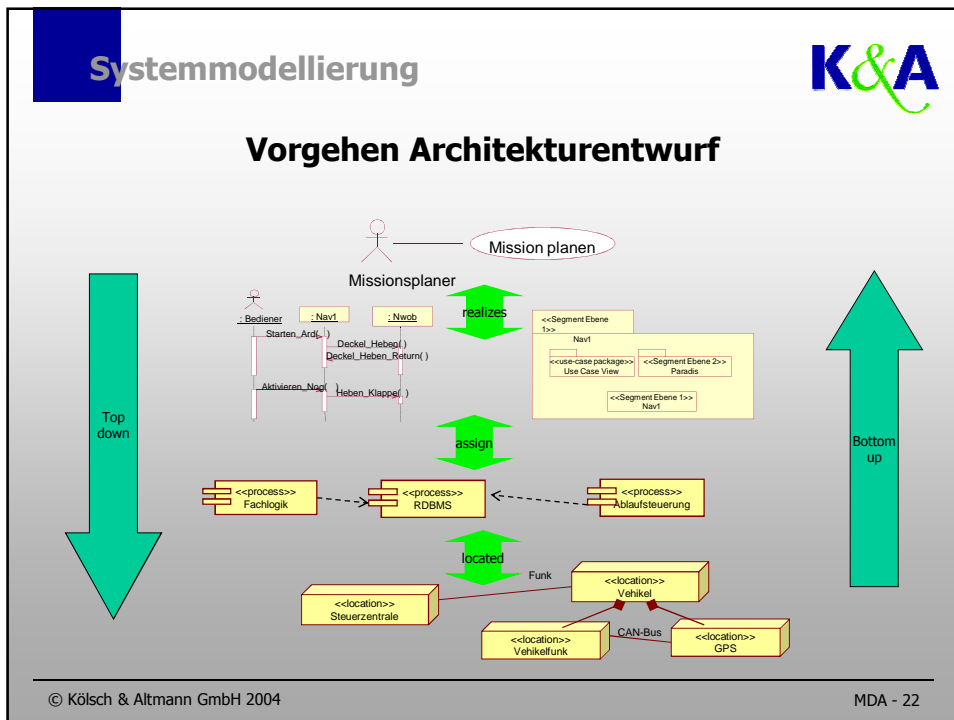 Systemmodellierung
K&A
Vorgehen Architekturentwurf
Mission planen
Missionsplaner
realizes
: Bediener
: Nav1
: Nwob
Starten_Ard( )
Deckel_Heben( )
Deckel_Heben_Return( )
Aktivieren_Nog( )
Heben_Klappe( )
<<Segment Ebene
1>>
Nav1
<<use-case package>>
Use Case View
<<Segment Ebene 2>>
Paradis
<<Segment Ebene 1>>
Nav1
Top
down
Bottom
up
assign
<<process>>
Fachlogik
<<process>>
RDBMS
<<process>>
Ablaufsteuerung
located
Funk
<<location>>
Vehikel
<<location>>
Steuerzentrale
CAN-Bus
<<location>>
Vehikelfunk
<<location>>
GPS
© Kölsch & Altmann GmbH 2004
MDA - 22